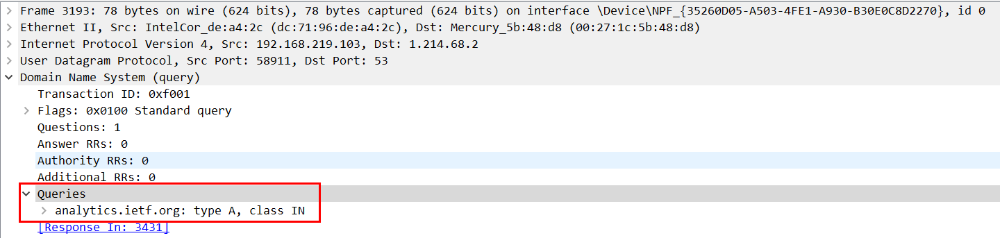 Frame 3193: 78 bytes on wire (624 bits), 78 bytes captured (624 bits) on interface \Device\NPF_{35260D05-A503-4FE1-A930-B30E0C8D2270}, id 0
Ethernet II, Src: IntelCor_de:a4:2c (dc:71:96:de:a4:2c), Dst: Mercury_5b:48:d8 (00:27:1c:5b:48:d8)
Internet Protocol Version 4, Src: 192.168.219.103, Dst: 1.214.68.2
User Datagram Protocol, Src Port: 58911, Dst Port: 53
Domain Name System (query)
Transaction ID: 0xf001
Flags: 0x0100 Standard query
Questions: 1
Answer RRs: 0
Authority RRs: 0
Additional RRs: 0
Queries
analytics.ietf.org: type A, class IN
[Response In: 3431]